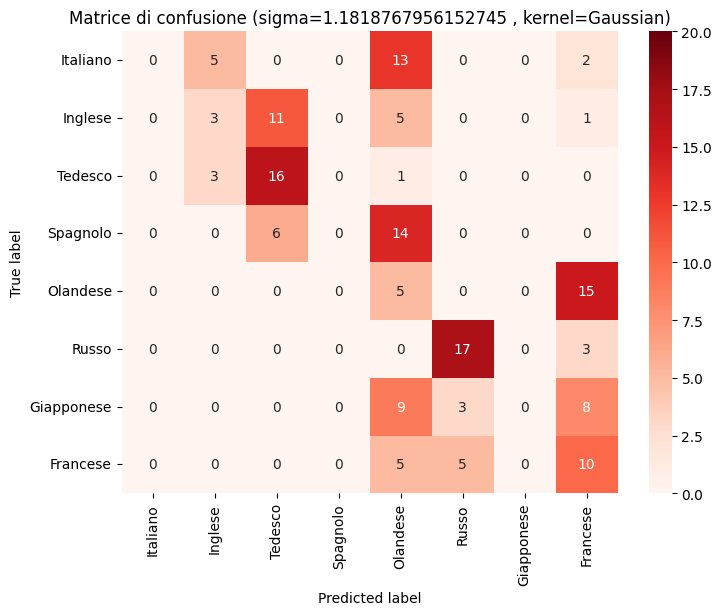 Matrice di confusione (sigma=1.1818767956152745 , kernel=Gaussian)
True label
Italiano 0 5 0 0 13 0 0 2
Inglese 0 3 11 0 5 0 0 1
Tedesco 0 3 16 0 1 0 0 0
Spagnolo 0 0 6 0 14 0 0 0
Olandese 0 0 0 0 5 0 0 15
Russo 0 0 0 0 0 17 0 3
Giapponese 0 0 0 0 9 3 0 8
Francese 0 0 0 0 5 5 0 10
Italiano Inglese Tedesco Spagnolo Olandese Russo Giapponese Francese
Predicted label
20.0
17.5
15.0
12.5
10.0
7.5
5.0
2.5
0.0